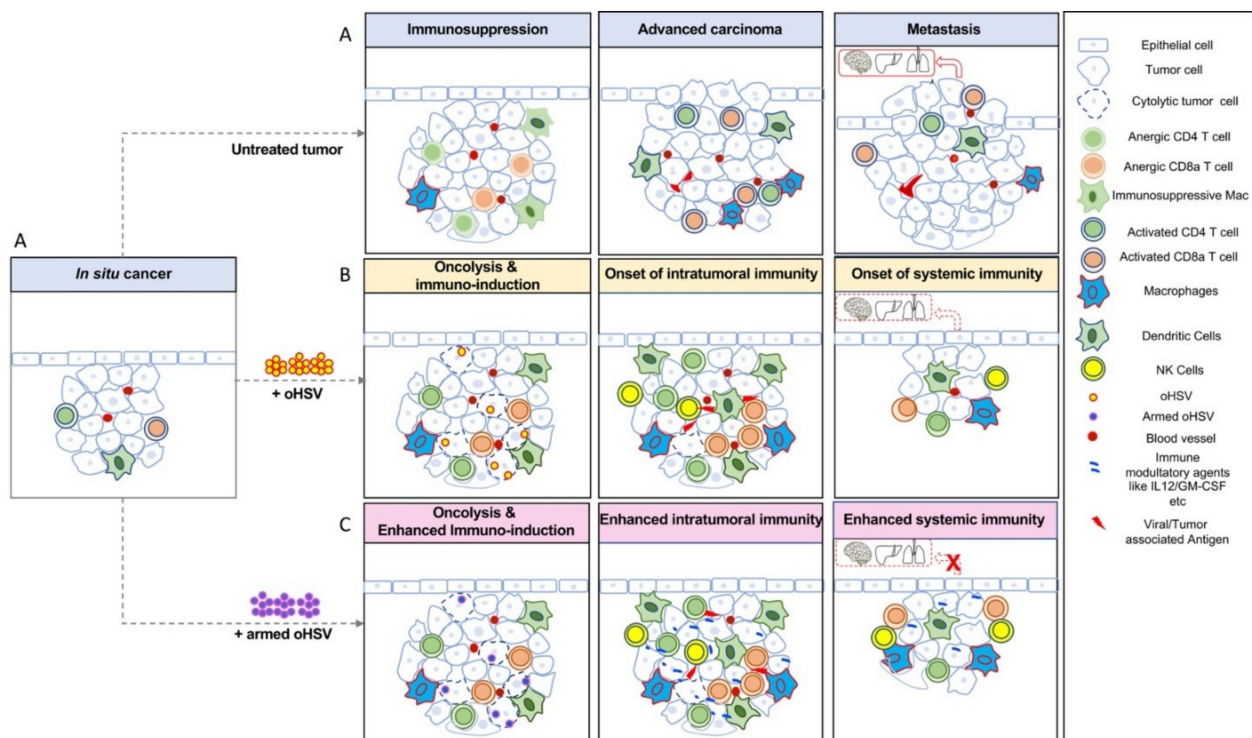 A
Immunosuppression
Advanced carcinoma
Metastasis
Untreated tumor
A
In situ cancer
B
Oncolysis &
immuno-induction
Onset of intratumoral immunity
Onset of systemic immunity
+ oHSV
C
Oncolysis &
Enhanced Immuno-induction
Enhanced intratumoral immunity
Enhanced systemic immunity
X
+ armed oHSV
Epithelial cell
Tumor cell
Cytolytic tumor cell
Anergic CD4 T cell
Anergic CD8a T cell
Immunosuppressive Mac
Activated CD4 T cell
Activated CD8a T cell
Macrophages
Dendritic Cells
NK Cells
oHSV
Armed oHSV
Blood vessel
Immune
modultatory agents
like IL12/GM-CSF
etc
Viral/Tumor
associated Antigen